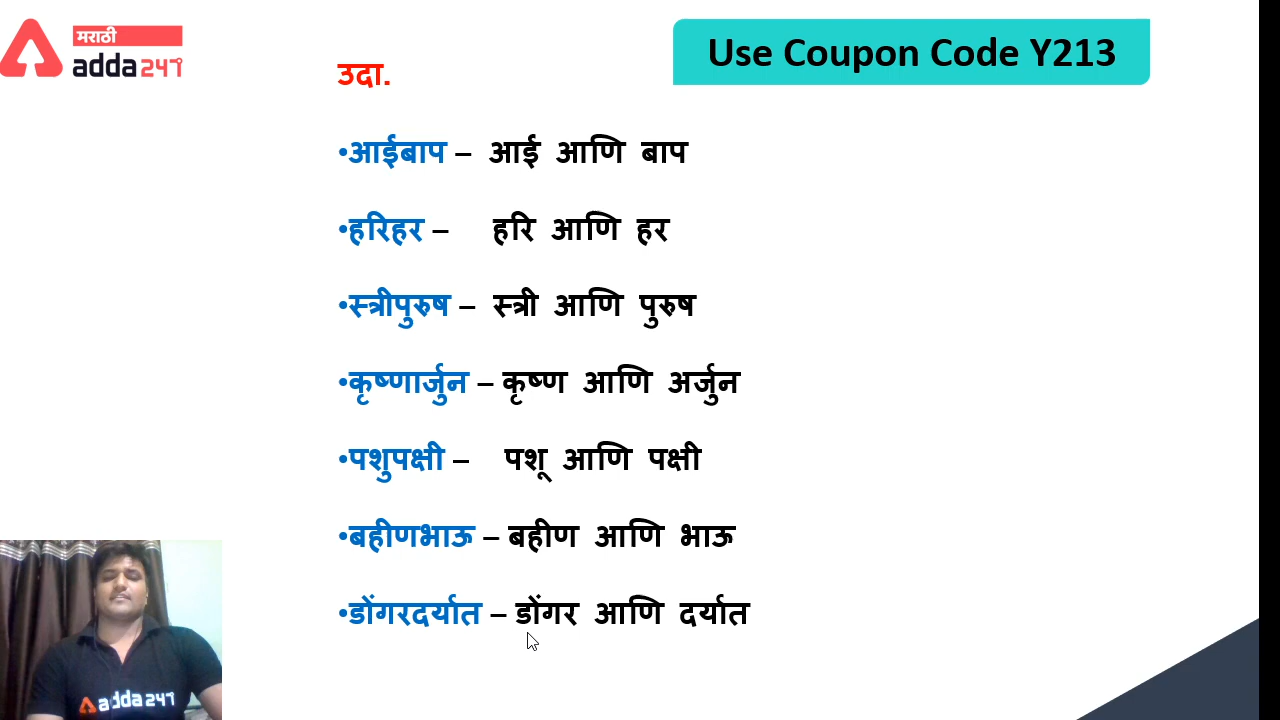 मराठी
adda247
Use Coupon Code Y213
उदा.
•आईबाप – आई आणि बाप
•हरिहर – हरि आणि हर
•स्त्रीपुरुष – स्त्री आणि पुरुष
•कृष्णार्जुन – कृष्ण आणि अर्जुन
•पशुपक्षी – पशू आणि पक्षी
•बहीणभाऊ – बहीण आणि भाऊ
•डोंगरदर्यात – डोंगर आणि दर्यात
adda247